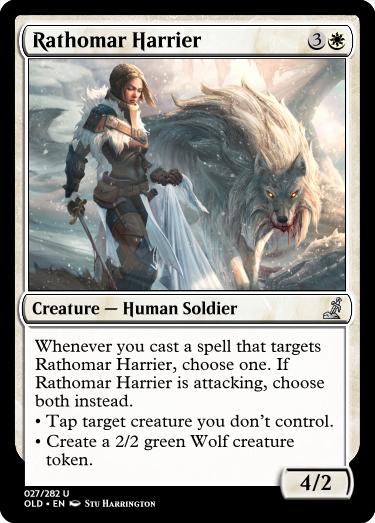 Rathomar Harrier 3
Creature — Human Soldier
Whenever you cast a spell that targets
Rathomar Harrier, choose one. If
Rathomar Harrier is attacking, choose
both instead.
• Tap target creature you don't control.
• Create a 2/2 green Wolf creature
token.
4/2
027/282 U
OLD • EN Stu Harrington